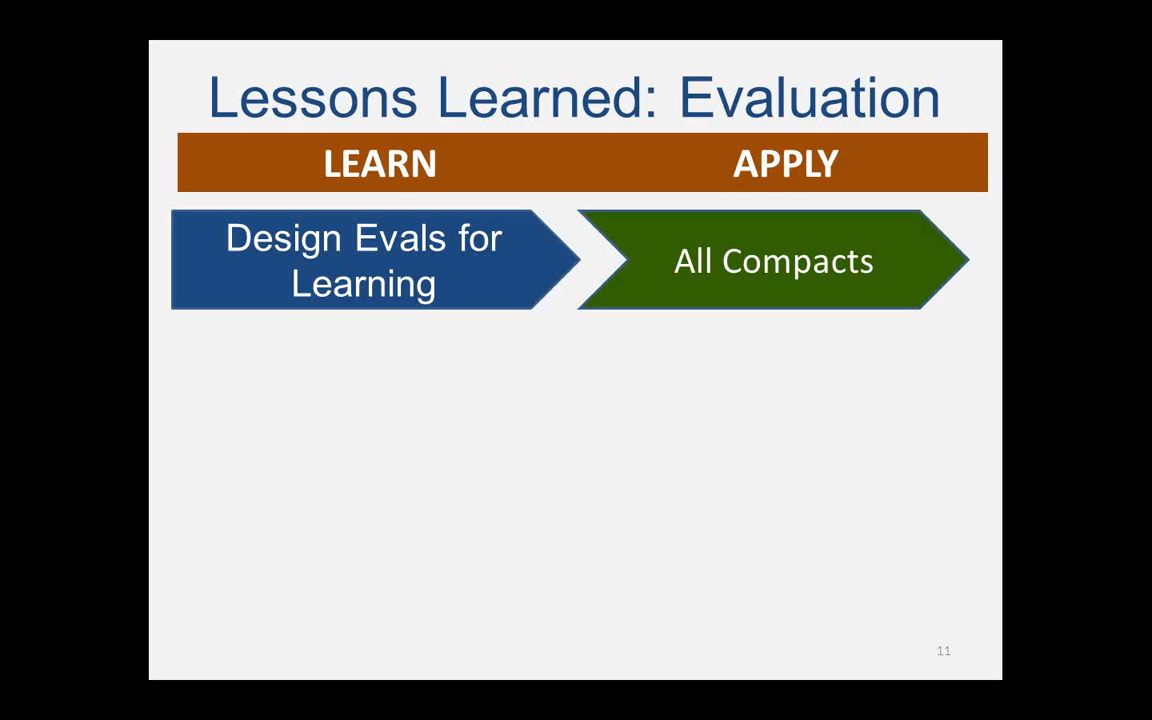 Lessons Learned: Evaluation
LEARN APPLY
Design Evals for
Learning
All Compacts
11